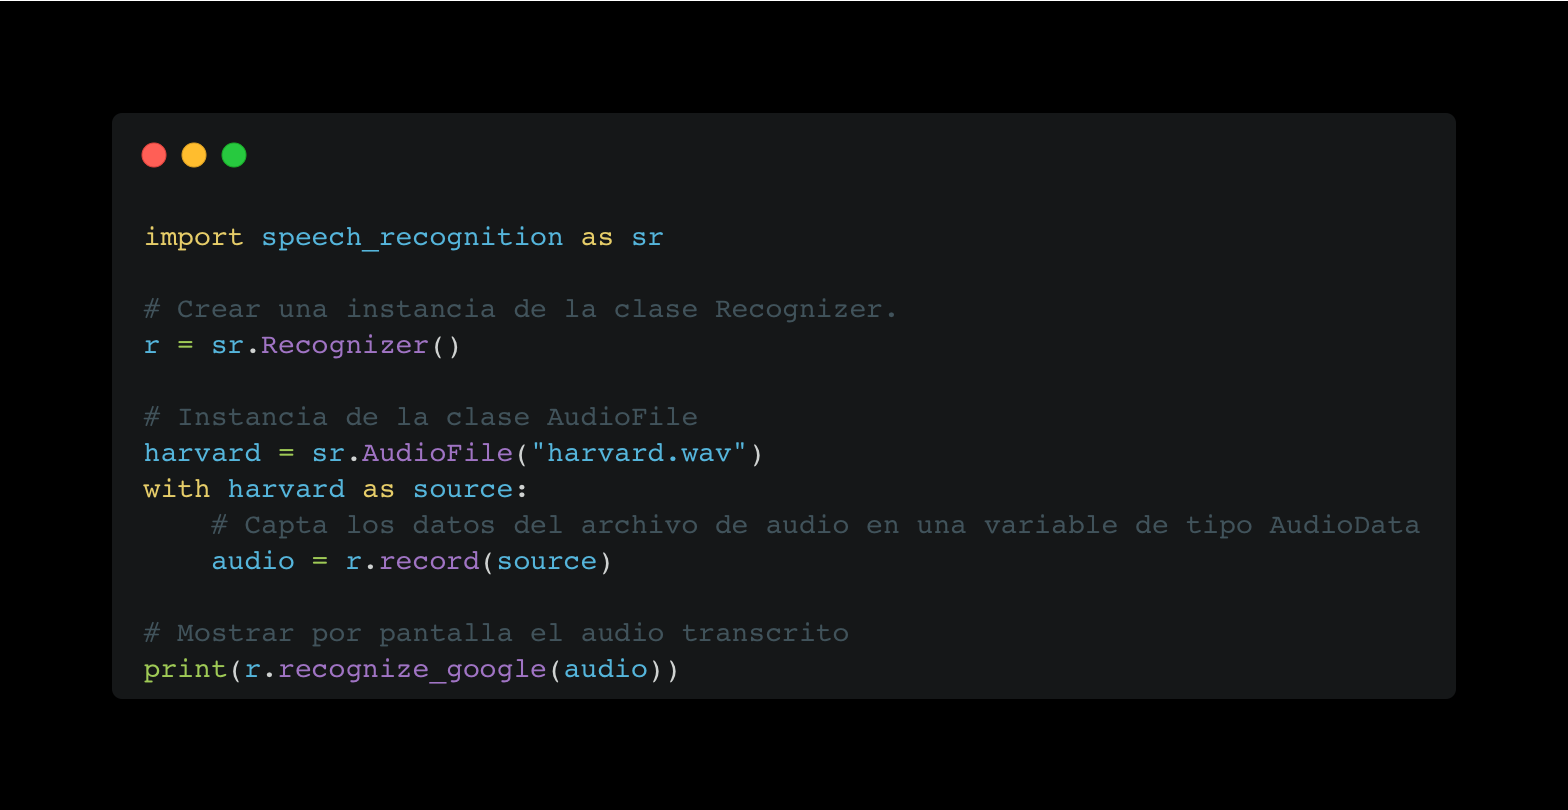 import speech_recognition as sr
# Crear una instancia de la clase Recognizer.
r = sr.Recognizer()
# Instancia de la clase AudioFile
harvard = sr.AudioFile("harvard.wav")
with harvard as source:
    # Capta los datos del archivo de audio en una variable de tipo AudioData
    audio = r.record(source)
# Mostrar por pantalla el audio transcrito
print(r.recognize_google(audio))